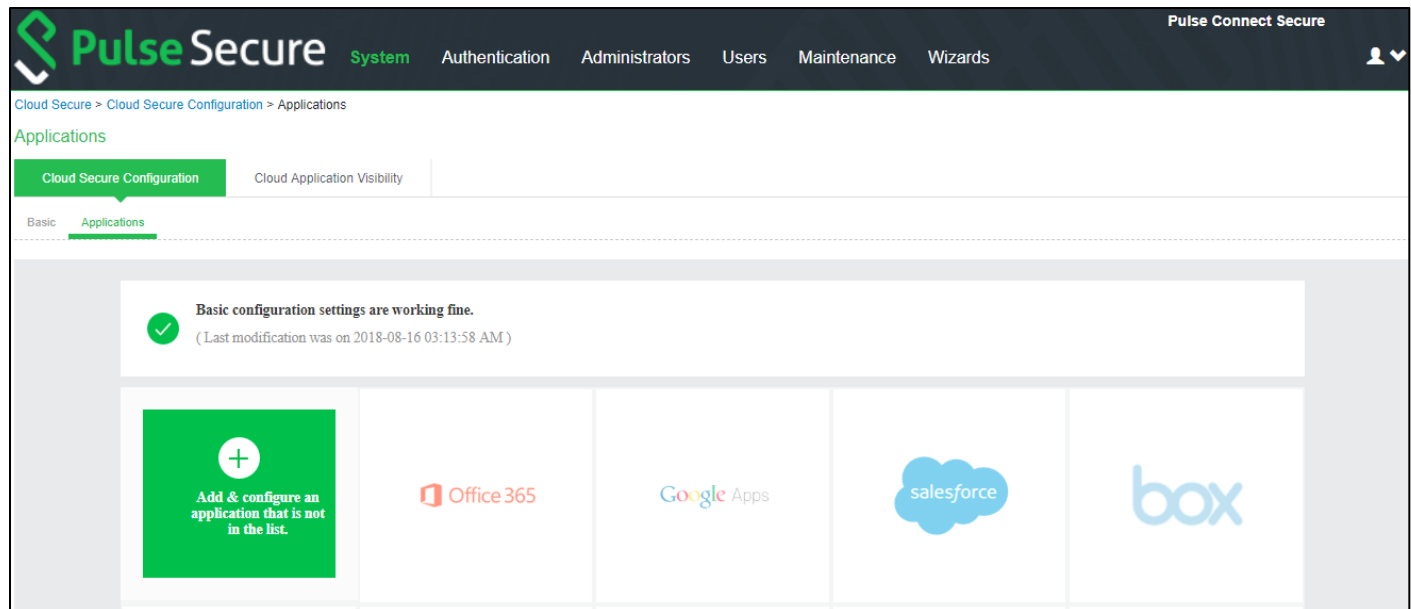 Pulse Connect Secure
Pulse Secure
System Authentication Administrators Users Maintenance Wizards
Cloud Secure > Cloud Secure Configuration > Applications
Applications
Cloud Secure Configuration Cloud Application Visibility
Basic Applications
Basic configuration settings are working fine.
( Last modification was on 2018-08-16 03:13:58 AM )
Add & configure an
application that is not
in the list.
Office 365
Google Apps
salesforce
box